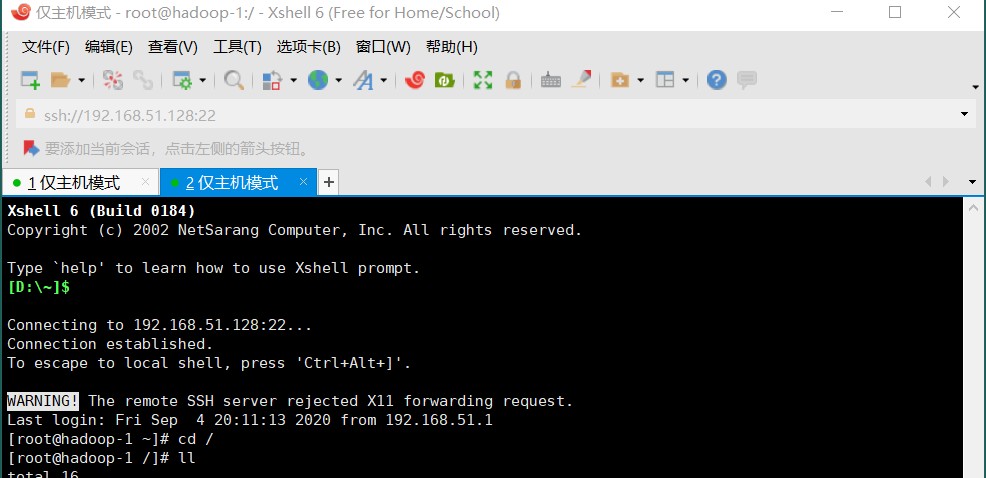 仅主机模式 - root@hadoop-1:/ - Xshell 6 (Free for Home/School)
文件(F) 编辑(E) 查看(V) 工具(T) 选项卡(B) 窗口(W) 帮助(H)
ssh://192.168.51.128:22
要添加当前会话，点击左侧的箭头按钮。
1 仅主机模式 × 2 仅主机模式 × +
Xshell 6 (Build 0184)
Copyright (c) 2002 NetSarang Computer, Inc. All rights reserved.
Type `help' to learn how to use Xshell prompt.
[D:\~]$
Connecting to 192.168.51.128:22...
Connection established.
To escape to local shell, press 'Ctrl+Alt+]'.
WARNING! The remote SSH server rejected X11 forwarding request.
Last login: Fri Sep  4 20:11:13 2020 from 192.168.51.1
[root@hadoop-1 ~]# cd /
[root@hadoop-1 /]# ll
total 16